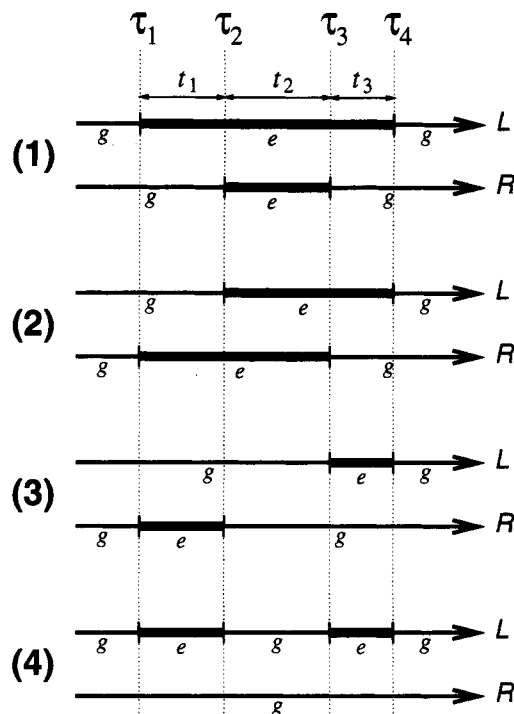 τ1 τ2 τ3 τ4
t1 t2 t3
(1)
g e g L
g e g R
(2)
g e g L
g e g R
(3)
g e g L
g e g R
(4)
g e g e g L
g R